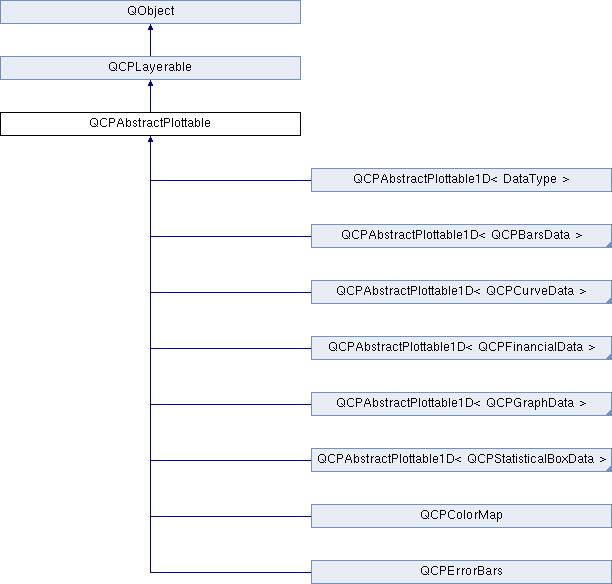 QObject
QCPLayerable
QCPAbstractPlottable
QCPAbstractPlottable1D< DataType >
QCPAbstractPlottable1D< QCPBarsData >
QCPAbstractPlottable1D< QCPCurveData >
QCPAbstractPlottable1D< QCPFinancialData >
QCPAbstractPlottable1D< QCPGraphData >
QCPAbstractPlottable1D< QCPStatisticalBoxData >
QCPColorMap
QCPErrorBars